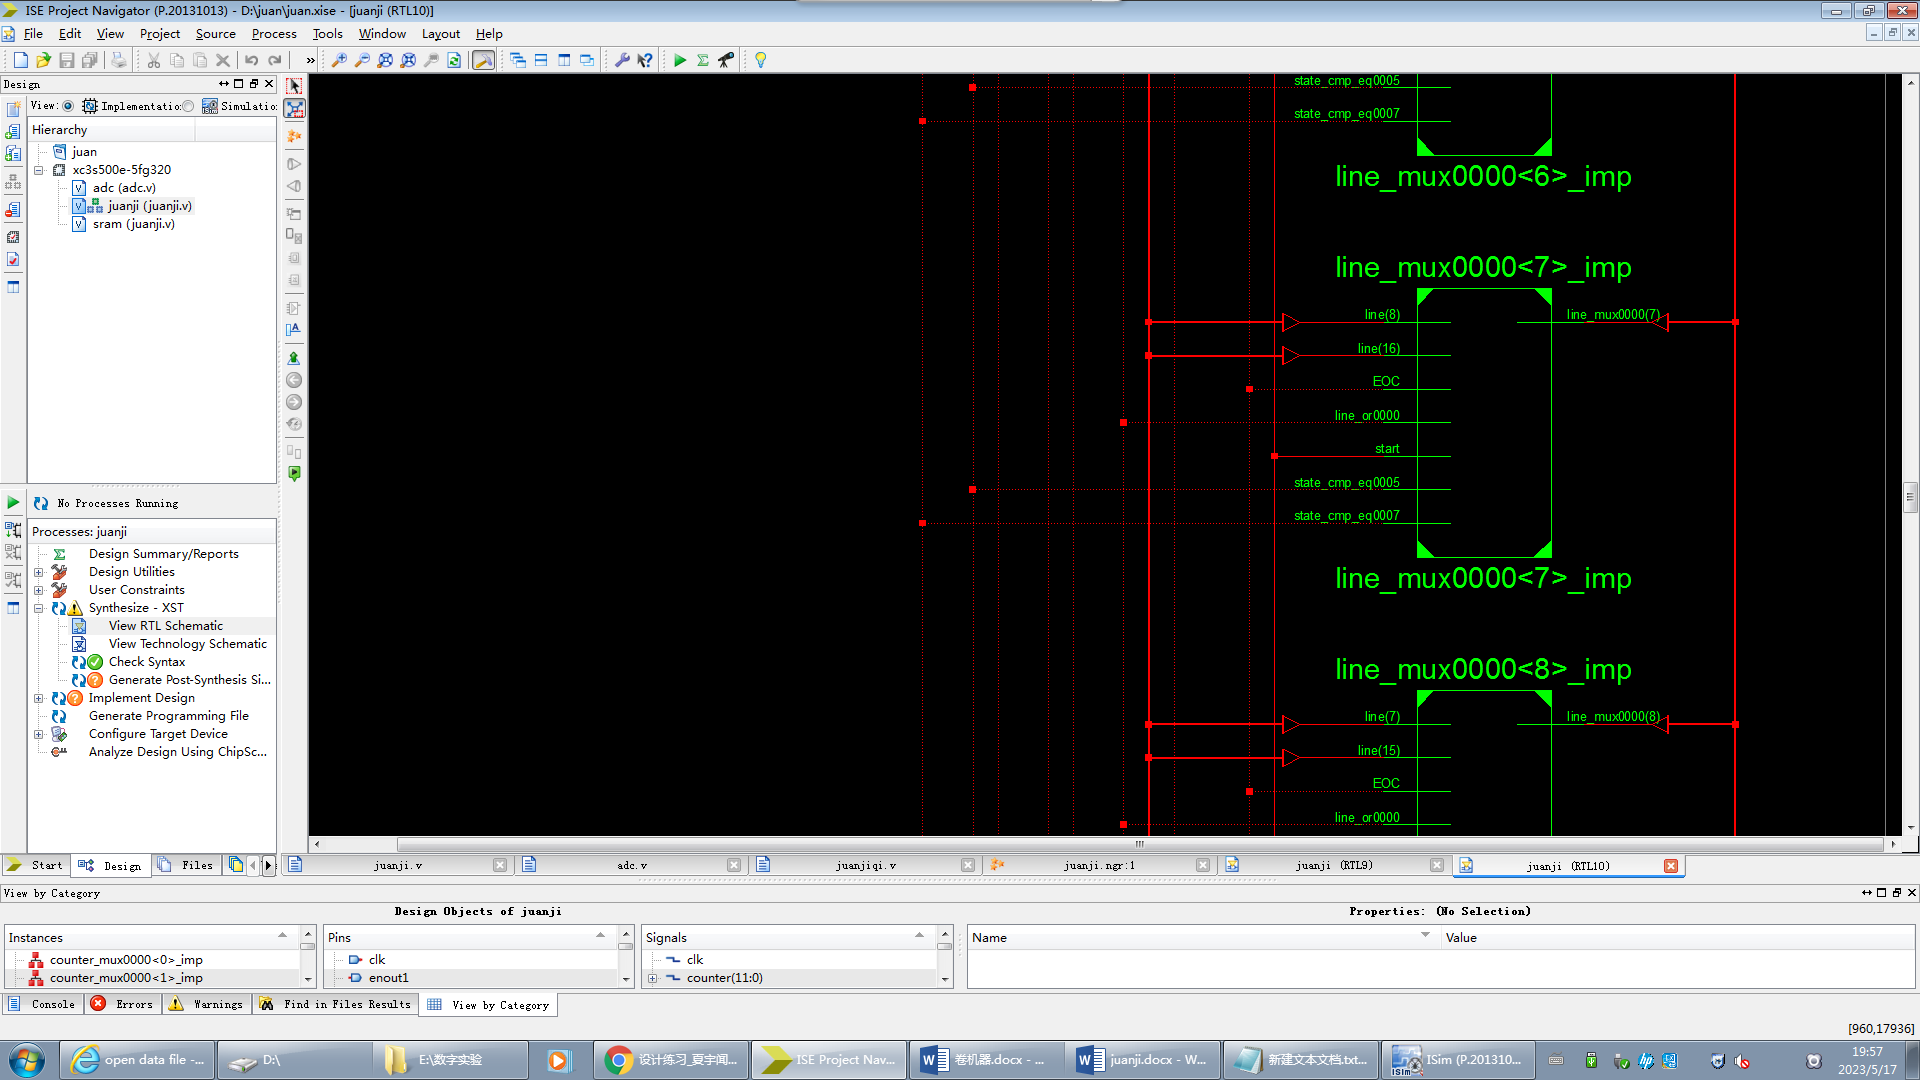 ISE Project Navigator (P.20131013) - D:\juan\juan.xise - [juanji (RTL10)]
File Edit View Project Source Process Tools Window Layout Help
Design
View: Implementatio: Simulatio:
Hierarchy
juan
xc3s500e-5fg320
adc (adc.v)
juanji (juanji.v)
sram (juanji.v)
No Processes Running
Processes: juanji
Design Summary/Reports
Design Utilities
User Constraints
Synthesize - XST
View RTL Schematic
View Technology Schematic
Check Syntax
Generate Post-Synthesis Si...
Implement Design
Generate Programming File
Configure Target Device
Analyze Design Using ChipSc...
Start Design Files
state_cmp_eq0005
state_cmp_eq0007
line_mux0000<6>_imp
line_mux0000<7>_imp
line(8)
line_mux0000(7)
line(16)
EOC
line_or0000
start
state_cmp_eq0005
state_cmp_eq0007
line_mux0000<7>_imp
line_mux0000<8>_imp
line(7)
line_mux0000(8)
line(15)
EOC
line_or0000
juanji.v adc.v juanjiqi.v juanji.ngr:1 juanji (RTL9) juanji (RTL10)
View by Category
Design Objects of juanji
Properties: (No Selection)
Instances Pins Signals Name Value
counter_mux0000<0>_imp clk clk
counter_mux0000<1>_imp enout1 counter(11:0)
Console Errors Warnings Find in Files Results View by Category
[960,17936]
open data file -... D:\ E:\数字实验 设计练习_夏宇闻... ISE Project Nav... 卷机器.docx - ... juanji.docx - W... 新建文本文档.txt... ISim (P.201310...
19:57
2023/5/17